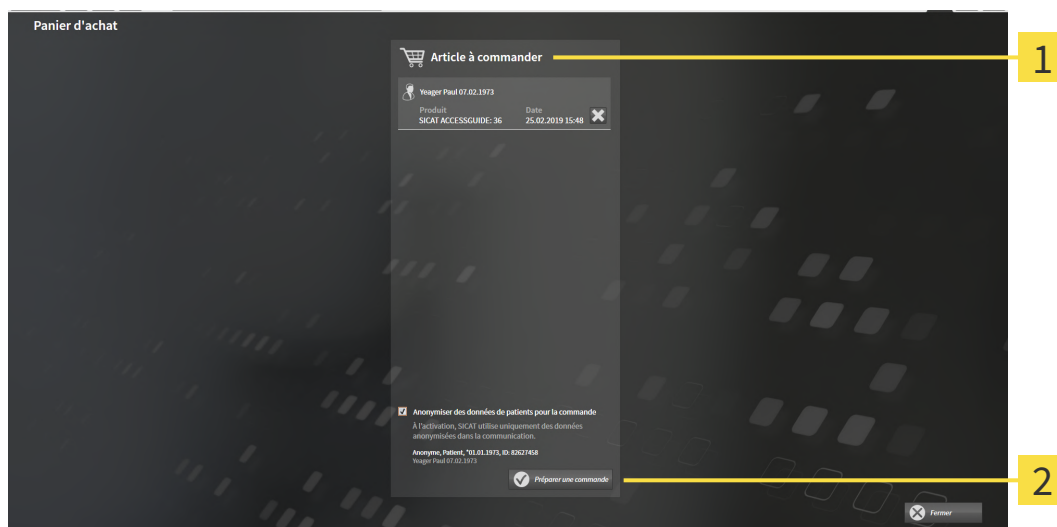 Panier d'achat
Article à commander
1
Yeager Paul 07.02.1973
Produit Date
SICAT ACCESSGUIDE: 36 25.02.2019 15:48
Anonymiser des données de patients pour la commande
À l'activation, SICAT utilise uniquement des données
anonymisées dans la communication.
Anonyme, Patient, *01.01.1973, ID: 82627458
Yeager Paul 07.02.1973
Préparer une commande
2
Fermer